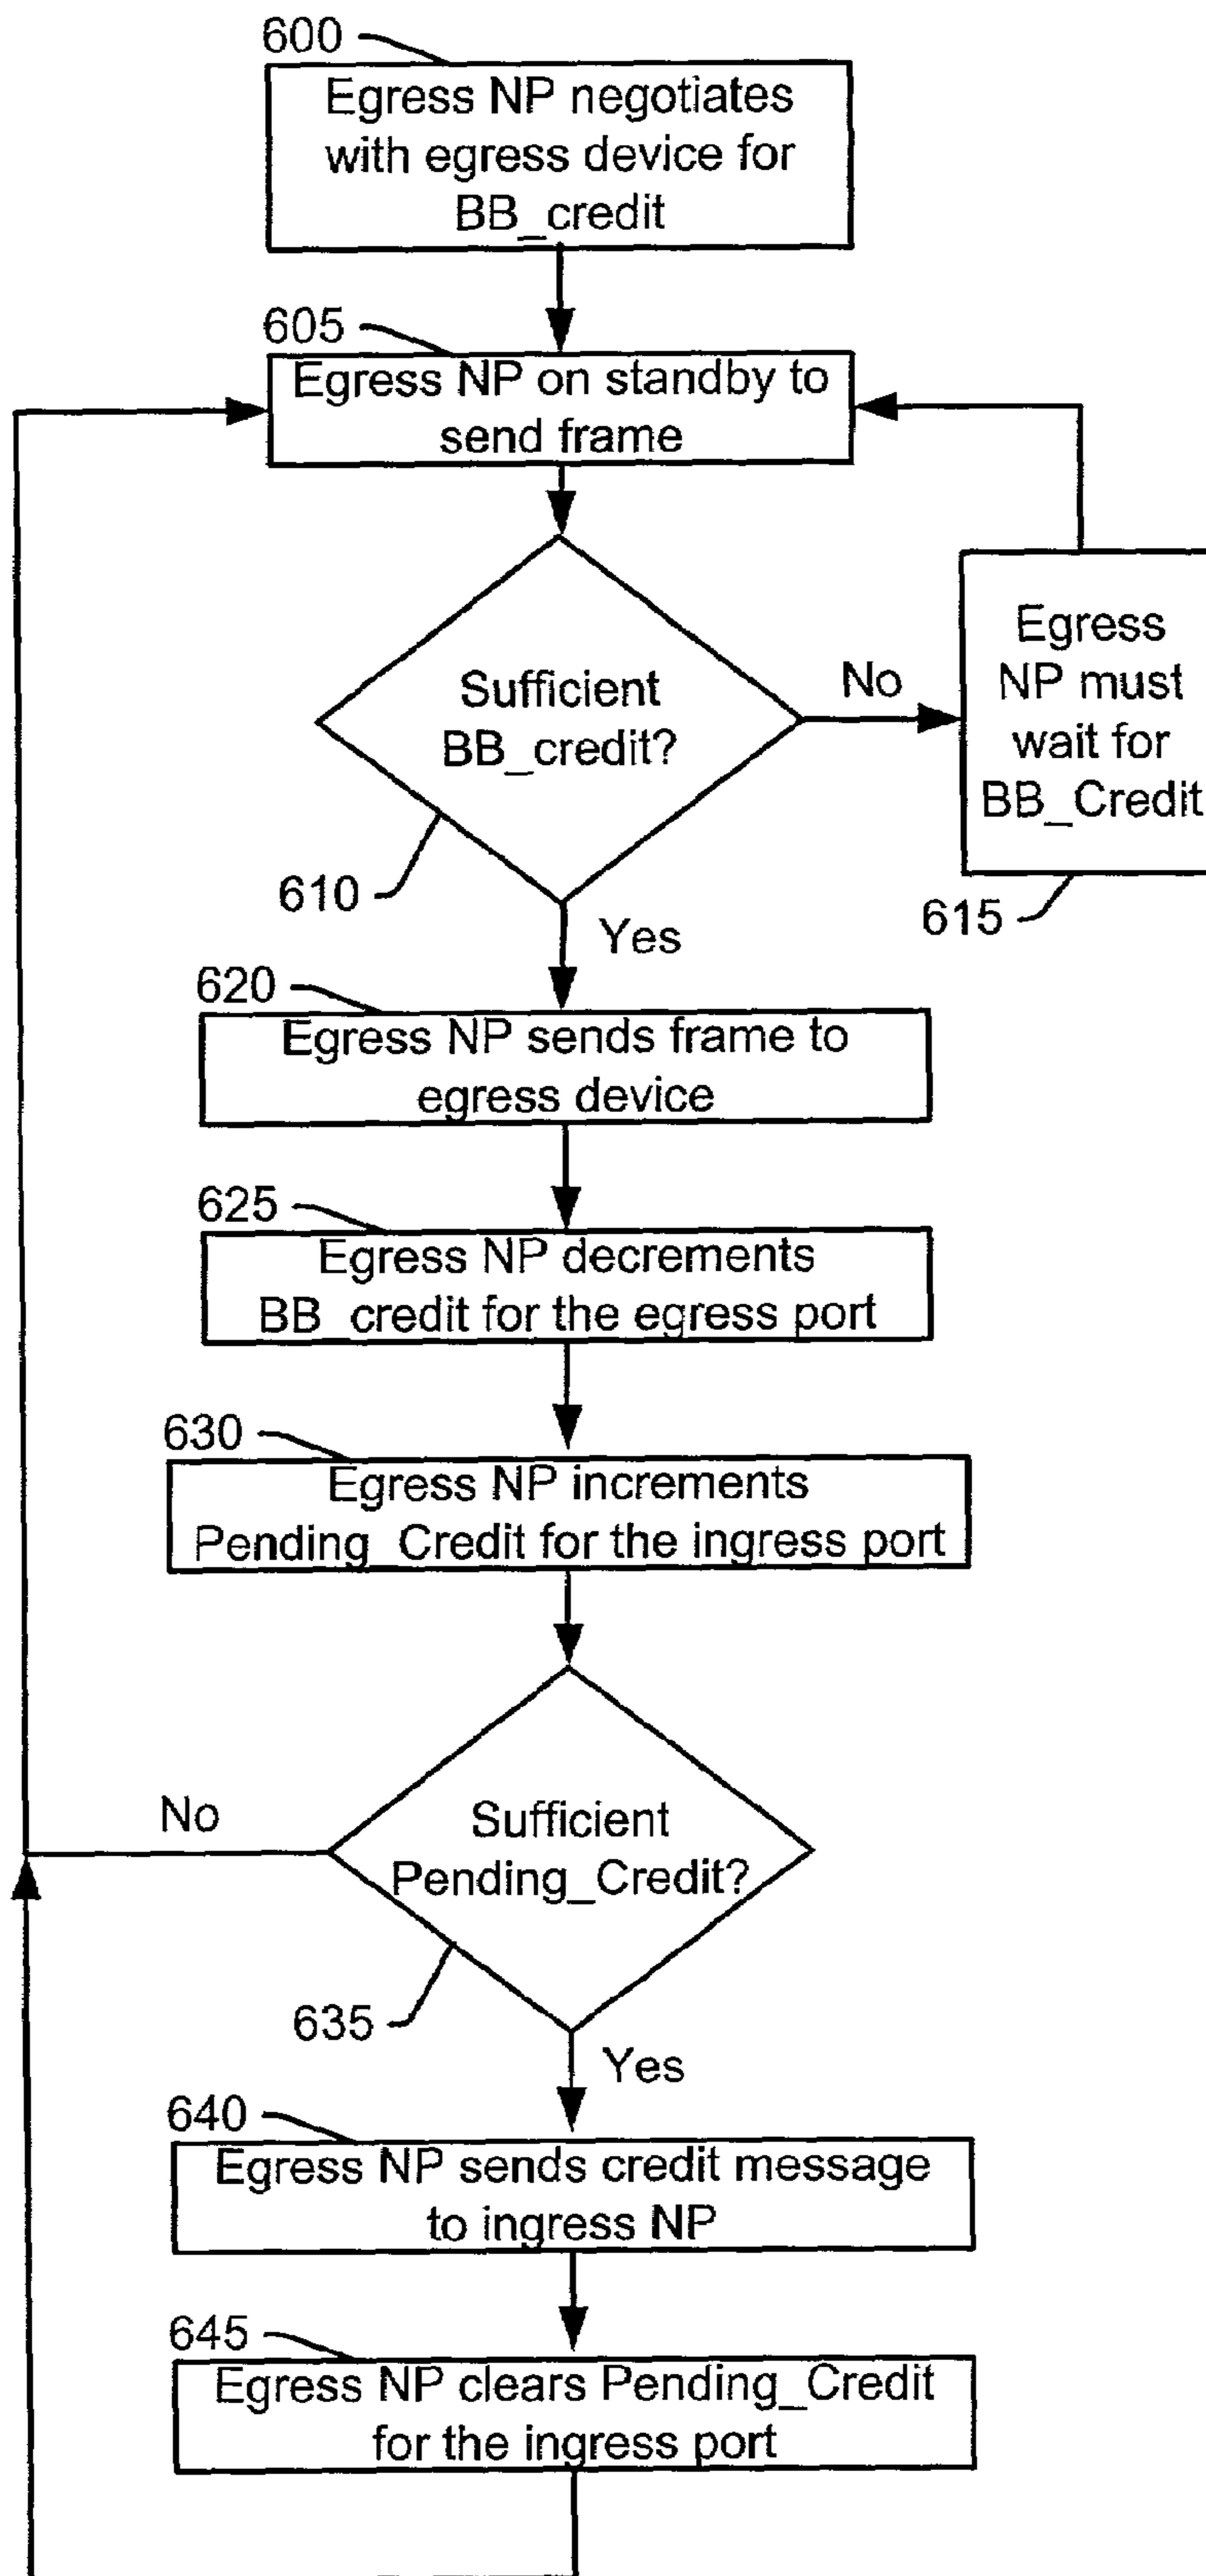 600
Egress NP negotiates
with egress device for
BB_credit
605
Egress NP on standby to
send frame
Sufficient
BB_credit?
610
No
Egress
NP must
wait for
BB_Credit
615
Yes
620
Egress NP sends frame to
egress device
625
Egress NP decrements
BB_credit for the egress port
630
Egress NP increments
Pending_Credit for the ingress port
No
Sufficient
Pending_Credit?
635
Yes
640
Egress NP sends credit message
to ingress NP
645
Egress NP clears Pending_Credit
for the ingress port